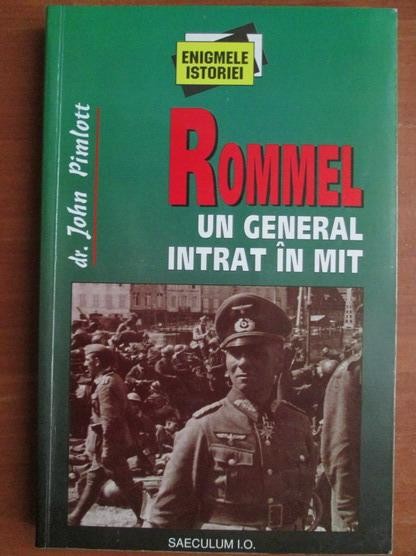 ENIGMELE
ISTORIEI
dr. John Pimlott
ROMMEL
UN GENERAL
INTRAT ÎN MIT
SAECULUM I.O.